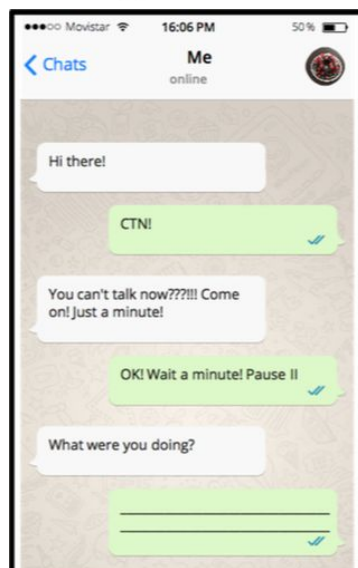 ●●●○○ Movistar 16:06 PM 50%
Chats
Me
online
Hi there!
CTN!
You can't talk now???!!! Come
on! Just a minute!
OK! Wait a minute! Pause II
What were you doing?